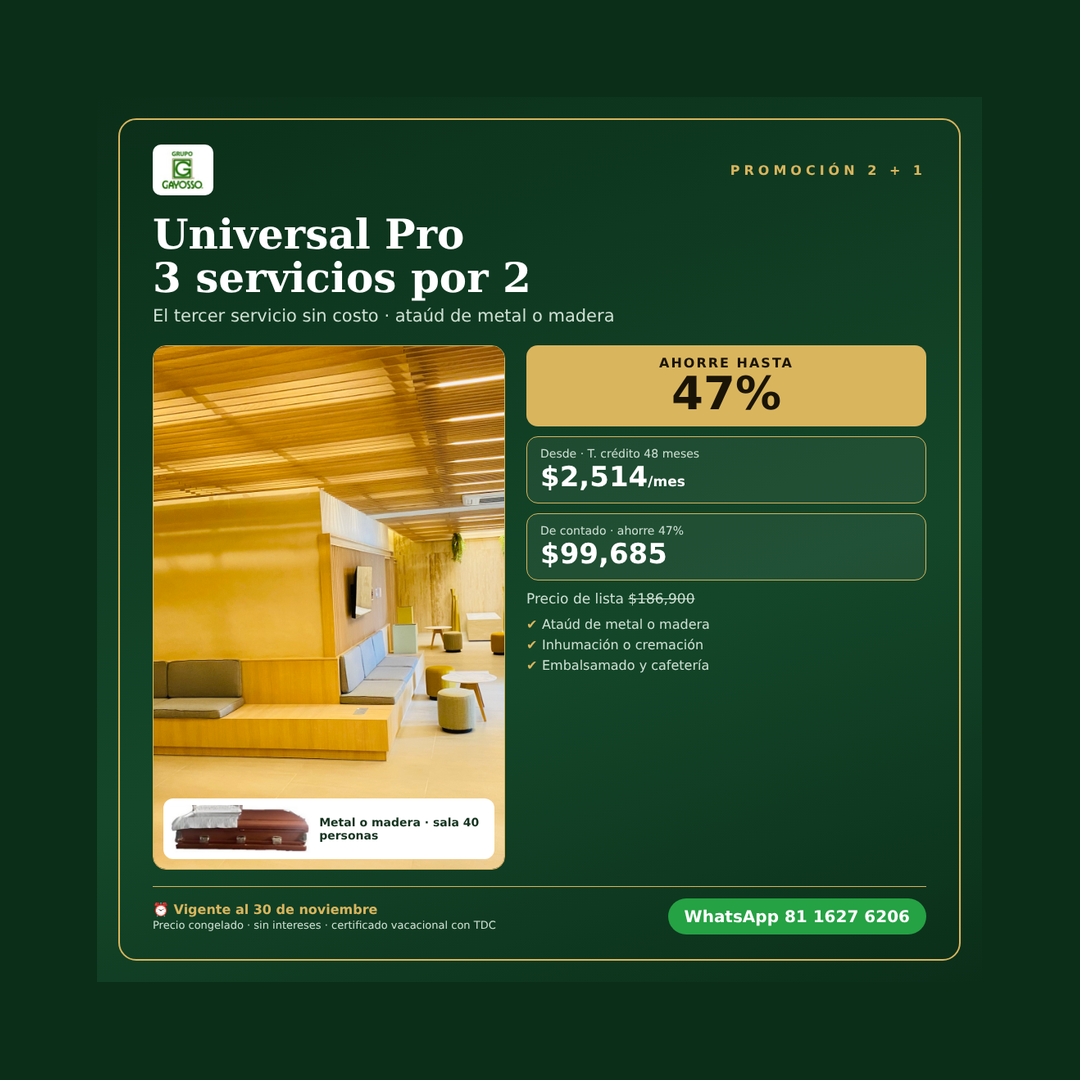 GRUPO
G
GAYOSSO
PROMOCIÓN 2 + 1
Universal Pro
3 servicios por 2
El tercer servicio sin costo · ataúd de metal o madera
AHORRE HASTA
47%
Desde · T. crédito 48 meses
$2,514/mes
De contado · ahorre 47%
$99,685
Precio de lista $186,900
✔ Ataúd de metal o madera
✔ Inhumación o cremación
✔ Embalsamado y cafetería
Metal o madera · sala 40
personas
⏰ Vigente al 30 de noviembre
Precio congelado · sin intereses · certificado vacacional con TDC
WhatsApp 81 1627 6206